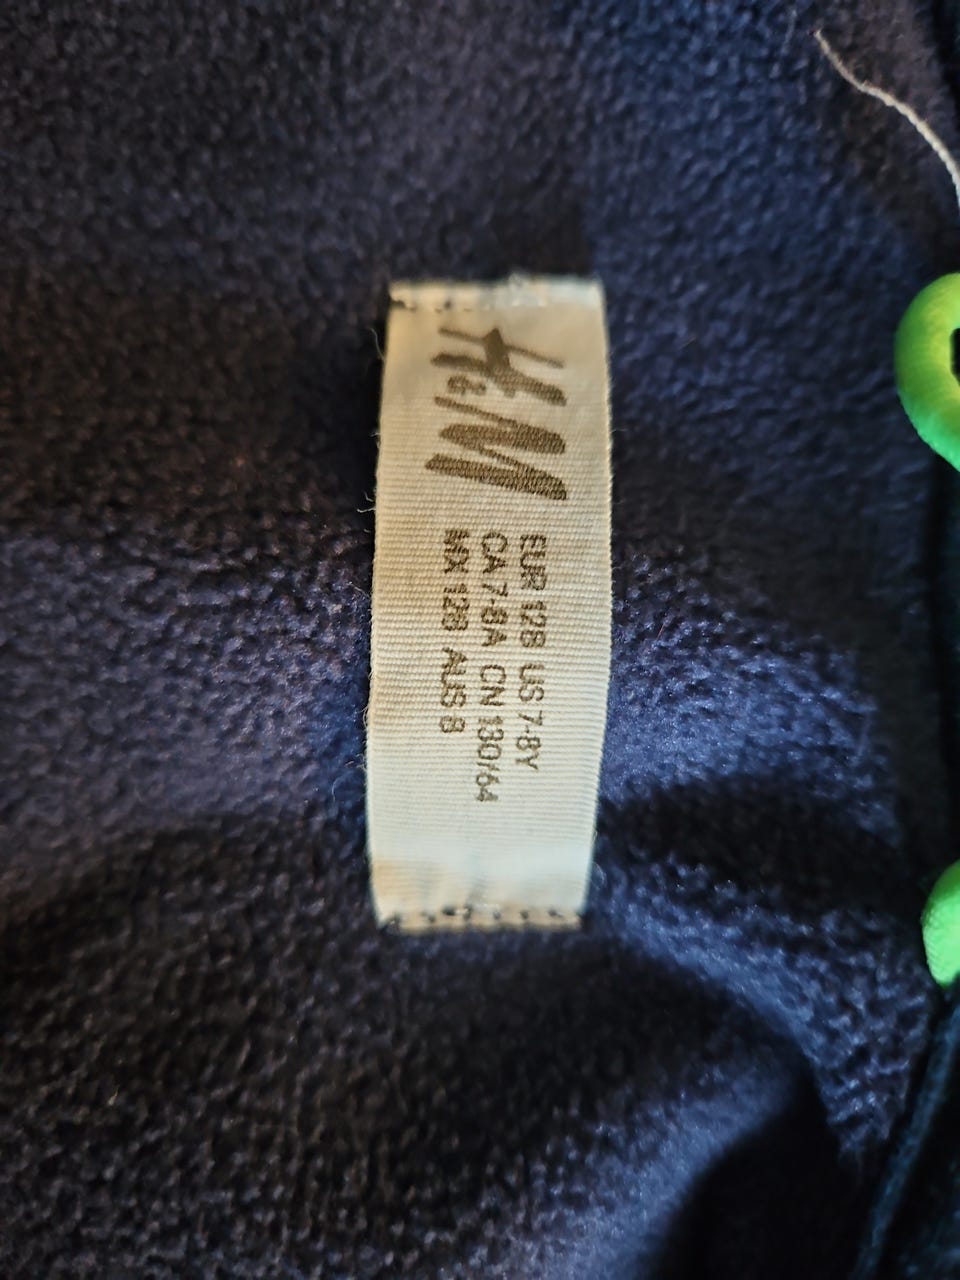 H&M
EUR 128 US 7-8Y
CA 7-8A CN 130/64
MX 128 AUS 8